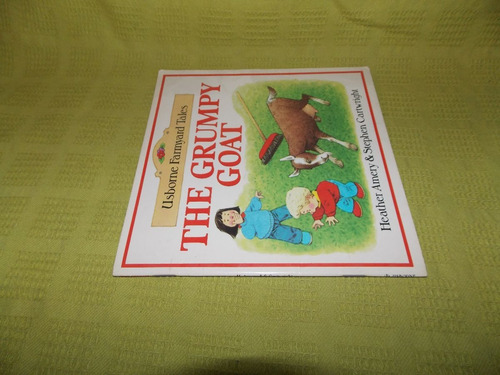 Usborne Farmyard Tales
THE GRUMPY
GOAT
Heather Amery & Stephen Cartwright